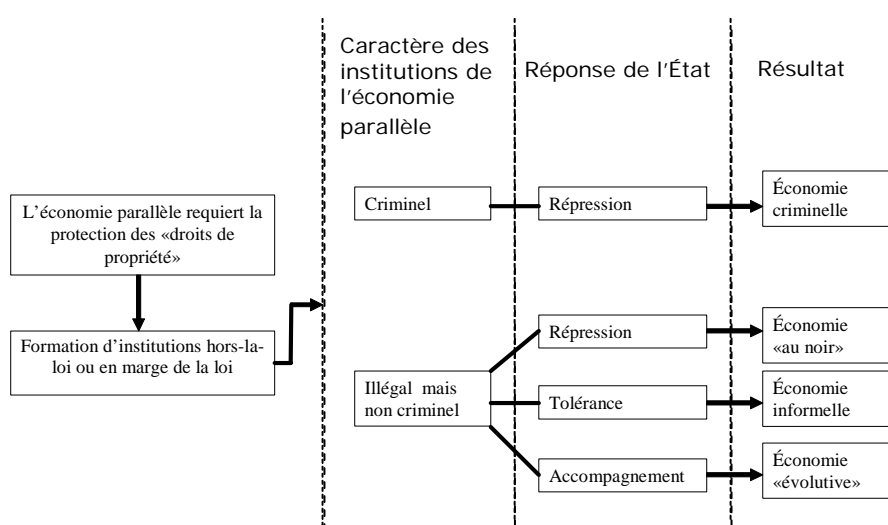 Caractère des
institutions de
l'économie
parallèle
Réponse de l'État
Résultat
L'économie parallèle requiert la
protection des «droits de
propriété»
Formation d'institutions hors-la-
loi ou en marge de la loi
Criminel
Répression
Économie
criminelle
Illégal mais
non criminel
Répression
Économie
«au noir»
Tolérance
Économie
informelle
Accompagnement
Économie
«évolutive»